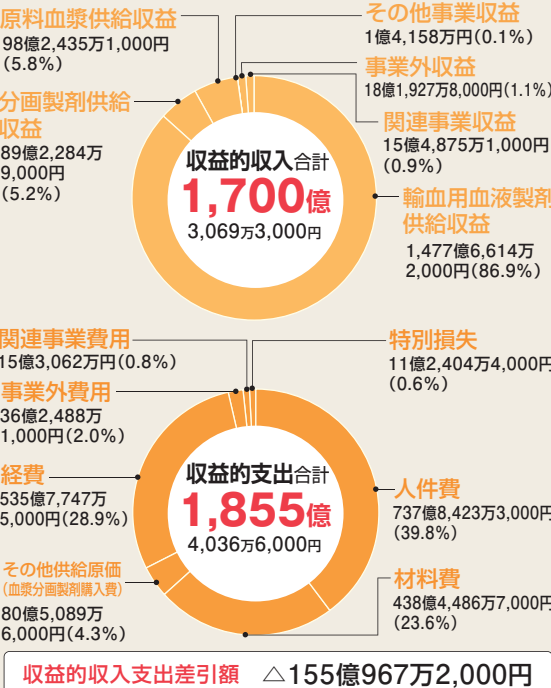 原料血漿供給収益
98億2,435万1,000円
(5.8%)
分画製剤供給
収益
89億2,284万
9,000円
(5.2%)
その他事業収益
1億4,158万円(0.1%)
事業外収益
18億1,927万8,000円(1.1%)
関連事業収益
15億4,875万1,000円
(0.9%)
輸血用血液製剤
供給収益
1,477億6,614万
2,000円(86.9%)
収益的収入合計
1,700億
3,069万3,000円
関連事業費用
15億3,062万円(0.8%)
事業外費用
36億2,488万
1,000円(2.0%)
経費
535億7,747万
5,000円(28.9%)
その他供給原価
(血漿分画製剤購入費)
80億5,089万
6,000円(4.3%)
特別損失
11億2,404万4,000円
(0.6%)
人件費
737億8,423万3,000円
(39.8%)
材料費
438億4,486万7,000円
(23.6%)
収益的支出合計
1,855億
4,036万6,000円
収益的収入支出差引額 △155億967万2,000円